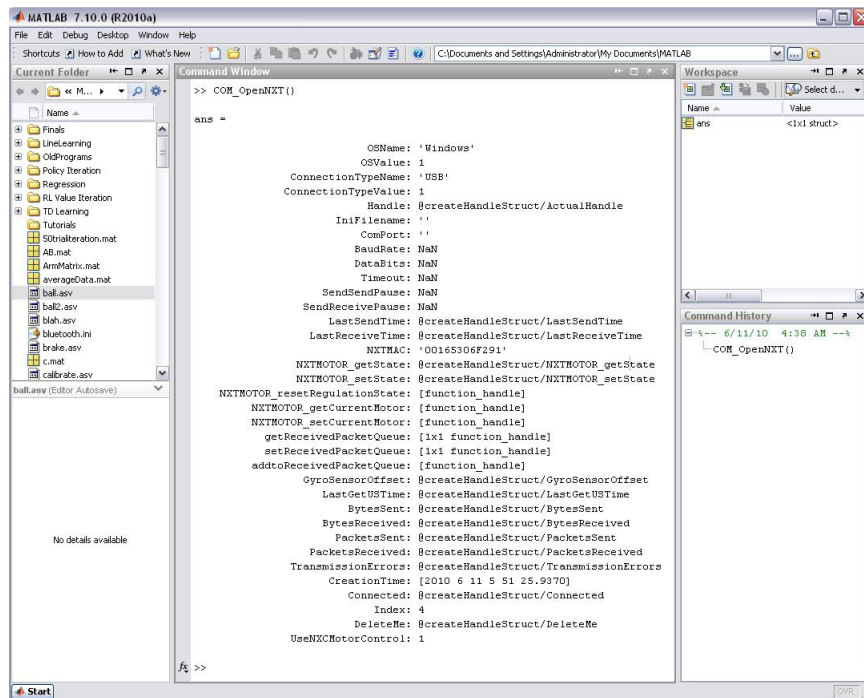 MATLAB 7.10.0 (R2010a)
File Edit Debug Desktop Window Help
Shortcuts How to Add What's New C:\Documents and Settings\Administrator\My Documents\MATLAB
Current Folder
« M...
Name
Finals
LineLearning
OldPrograms
Policy Iteration
Regression
RL Value Iteration
TD Learning
Tutorials
50trialiteration.mat
AB.mat
ArmMatrix.mat
averageData.mat
ball.asv
ball2.asv
blah.asv
bluetooth.ini
brake.asv
c.mat
calibrate.asv
ball.asv (Editor Autosave)
No details available
Command Window
>> COM_OpenNXT()
ans =
OSName: 'Windows'
OSValue: 1
ConnectionTypeName: 'USB'
ConnectionTypeValue: 1
Handle: @createHandleStruct/ActualHandle
IniFilename: ''
ComPort: ''
BaudRate: NaN
DataBits: NaN
Timeout: NaN
SendSendPause: NaN
SendReceivePause: NaN
LastSendTime: @createHandleStruct/LastSendTime
LastReceiveTime: @createHandleStruct/LastReceiveTime
NXTMAC: '00165306F291'
NXTMOTOR_getState: @createHandleStruct/NXTMOTOR_getState
NXTMOTOR_setState: @createHandleStruct/NXTMOTOR_setState
NXTMOTOR_resetRegulationState: [function_handle]
NXTMOTOR_getCurrentMotor: [function_handle]
NXTMOTOR_setCurrentMotor: [function_handle]
getReceivedPacketQueue: [1x1 function_handle]
setReceivedPacketQueue: [1x1 function_handle]
addtoReceivedPacketQueue: [function_handle]
GyroSensorOffset: @createHandleStruct/GyroSensorOffset
LastGetUSTime: @createHandleStruct/LastGetUSTime
BytesSent: @createHandleStruct/BytesSent
BytesReceived: @createHandleStruct/BytesReceived
PacketsSent: @createHandleStruct/PacketsSent
PacketsReceived: @createHandleStruct/PacketsReceived
TransmissionErrors: @createHandleStruct/TransmissionErrors
CreationTime: [2010 6 11 5 51 25.9370]
Connected: @createHandleStruct/Connected
Index: 4
DeleteMe: @createHandleStruct/DeleteMe
UseNXCMotorControl: 1
fx >>
Workspace
Select d...
Name Value
ans <1x1 struct>
Command History
%-- 6/11/10 4:38 AM --%
COM_OpenNXT()
Start
OVR